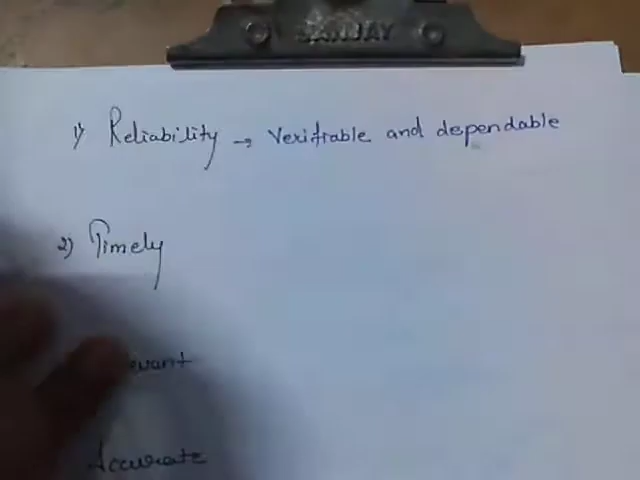 SANJAY
1) Reliability → Verifiable and dependable
2) Timely
Accurate